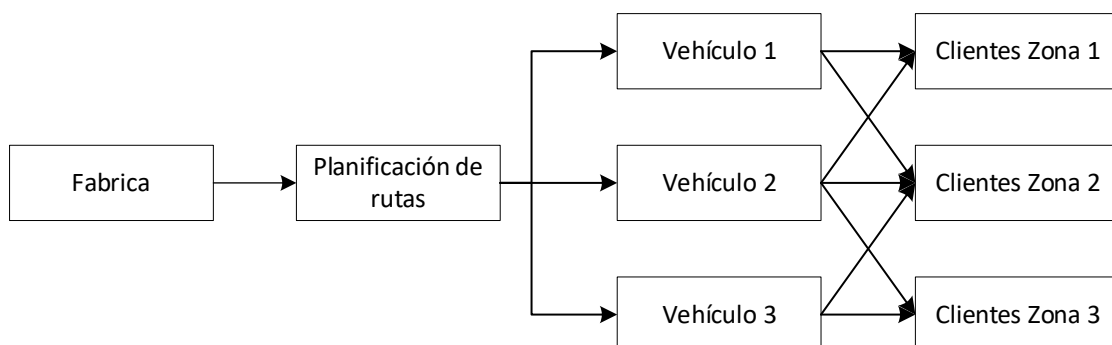 Fabrica
Planificación de
rutas
Vehículo 1
Vehículo 2
Vehículo 3
Clientes Zona 1
Clientes Zona 2
Clientes Zona 3